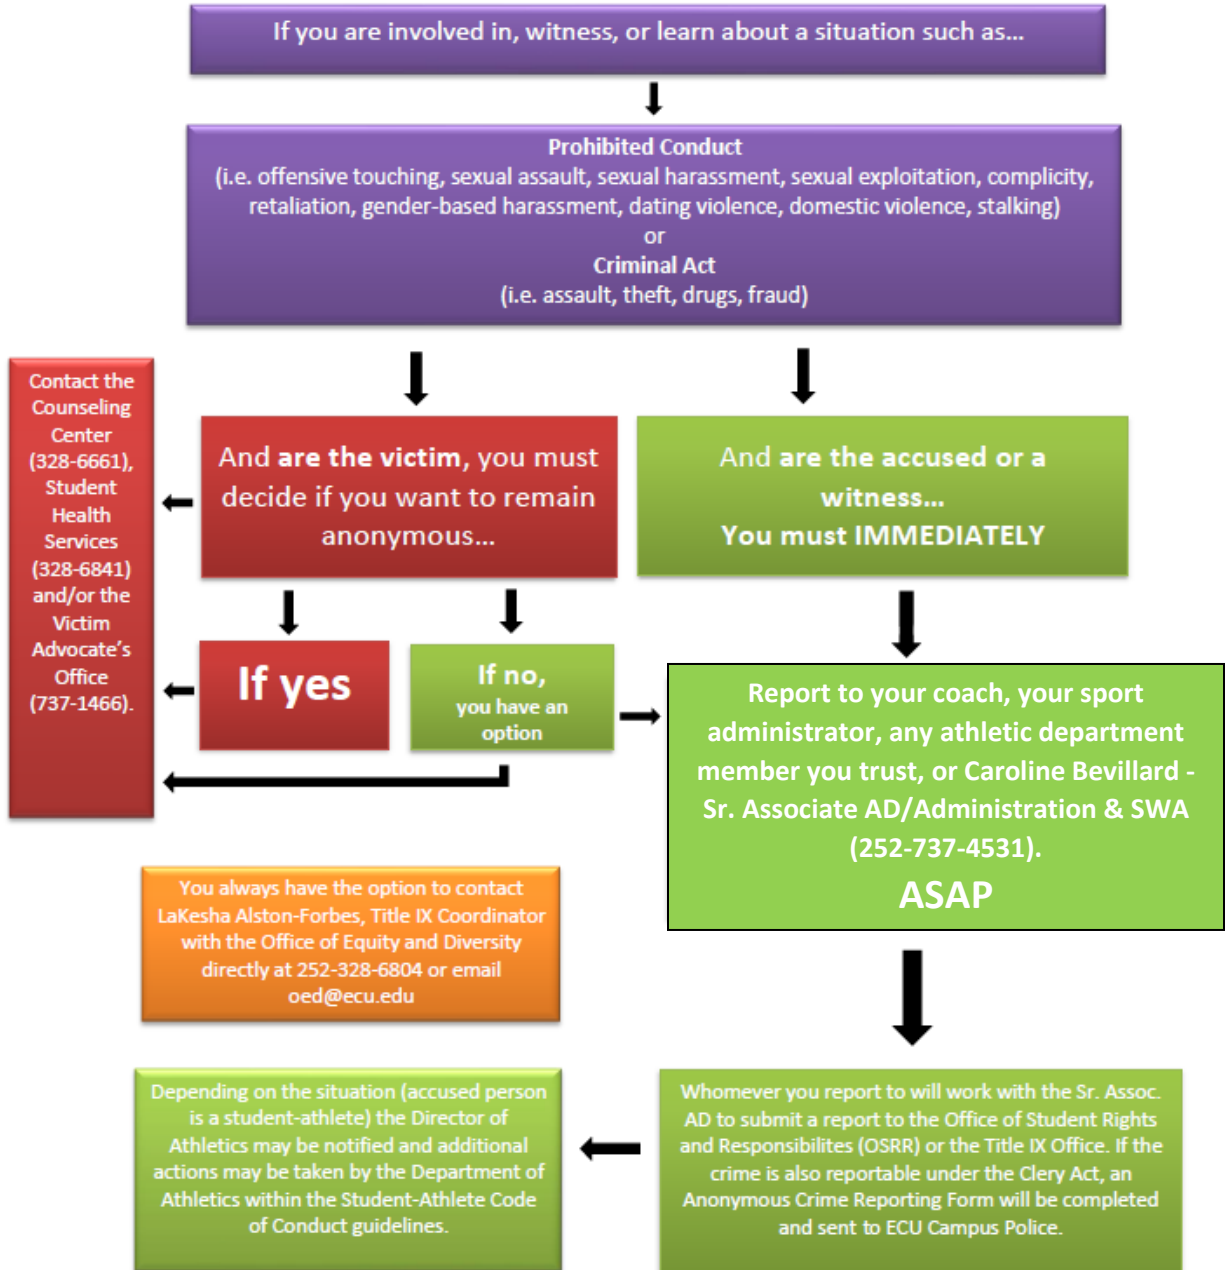 If you are involved in, witness, or learn about a situation such as…
Prohibited Conduct
(i.e. offensive touching, sexual assault, sexual harassment, sexual exploitation, complicity,
retaliation, gender-based harassment, dating violence, domestic violence, stalking)
or
Criminal Act
(i.e. assault, theft, drugs, fraud)
Contact the
Counseling
Center
(328-6661),
Student
Health
Services
(328-6841)
and/or the
Victim
Advocate's
Office
(737-1466).
And are the victim, you must
decide if you want to remain
anonymous…
And are the accused or a
witness…
You must IMMEDIATELY
If yes
If no,
you have an
option
Report to your coach, your sport
administrator, any athletic department
member you trust, or Caroline Bevillard -
Sr. Associate AD/Administration & SWA
(252-737-4531).
ASAP
You always have the option to contact
LaKesha Alston-Forbes, Title IX Coordinator
with the Office of Equity and Diversity
directly at 252-328-6804 or email
oed@ecu.edu
Depending on the situation (accused person
is a student-athlete) the Director of
Athletics may be notified and additional
actions may be taken by the Department of
Athletics within the Student-Athlete Code
of Conduct guidelines.
Whomever you report to will work with the Sr. Assoc.
AD to submit a report to the Office of Student Rights
and Responsibilites (OSRR) or the Title IX Office. If the
crime is also reportable under the Clery Act, an
Anonymous Crime Reporting Form will be completed
and sent to ECU Campus Police.